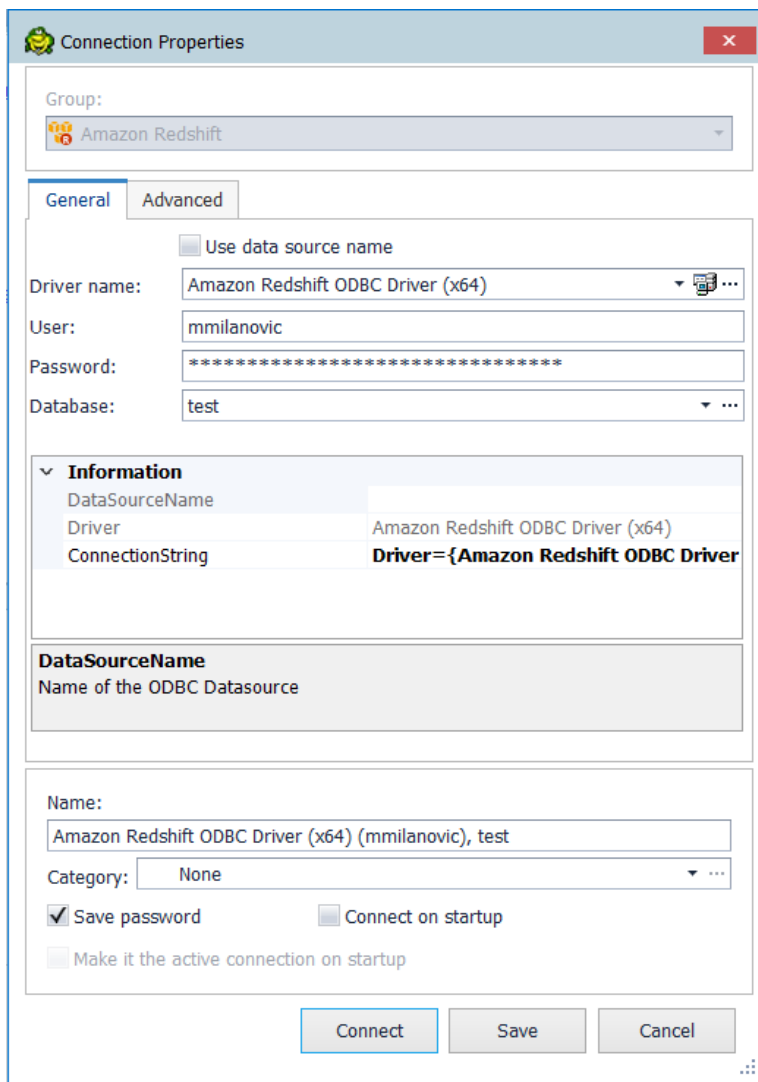 Connection Properties
Group:
Amazon Redshift
General Advanced
Use data source name
Driver name: Amazon Redshift ODBC Driver (x64)
User: mmilanovic
Password: ********************************
Database: test
Information
DataSourceName
Driver Amazon Redshift ODBC Driver (x64)
ConnectionString Driver={Amazon Redshift ODBC Driver
DataSourceName
Name of the ODBC Datasource
Name:
Amazon Redshift ODBC Driver (x64) (mmilanovic), test
Category: None
Save password Connect on startup
Make it the active connection on startup
Connect Save Cancel